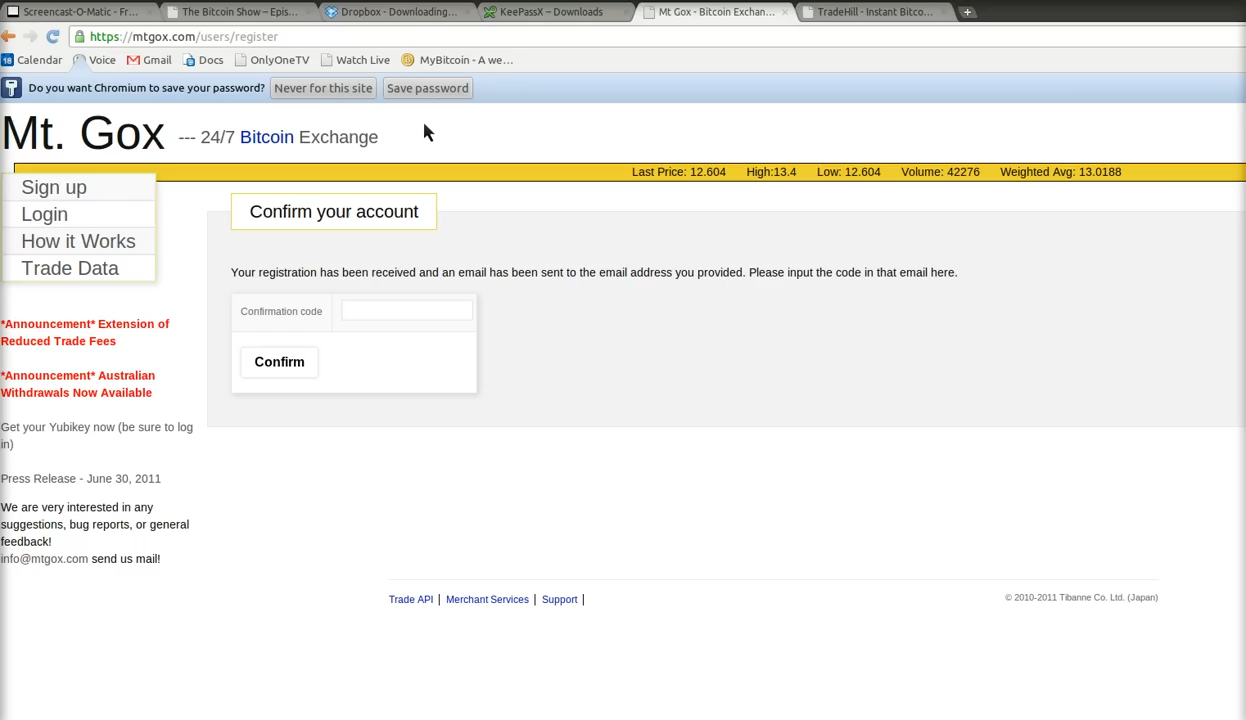 Screencast-O-Matic - Fr...
The Bitcoin Show – Epis...
Dropbox - Downloading...
KeePassX – Downloads
Mt Gox - Bitcoin Exchan...
TradeHill - Instant Bitco...
https://mtgox.com/users/register
18 Calendar
Voice
Gmail
Docs
OnlyOneTV
Watch Live
MyBitcoin - A we...
Do you want Chromium to save your password?
Never for this site
Save password
Mt. Gox --- 24/7 Bitcoin Exchange
Last Price: 12.604 High:13.4 Low: 12.604 Volume: 42276 Weighted Avg: 13.0188
Sign up
Login
How it Works
Trade Data
Confirm your account
Your registration has been received and an email has been sent to the email address you provided. Please input the code in that email here.
Confirmation code
Confirm
*Announcement* Extension of
Reduced Trade Fees
*Announcement* Australian
Withdrawals Now Available
Get your Yubikey now (be sure to log
in)
Press Release - June 30, 2011
We are very interested in any
suggestions, bug reports, or general
feedback!
info@mtgox.com send us mail!
Trade API | Merchant Services | Support |
© 2010-2011 Tibanne Co. Ltd. (Japan)